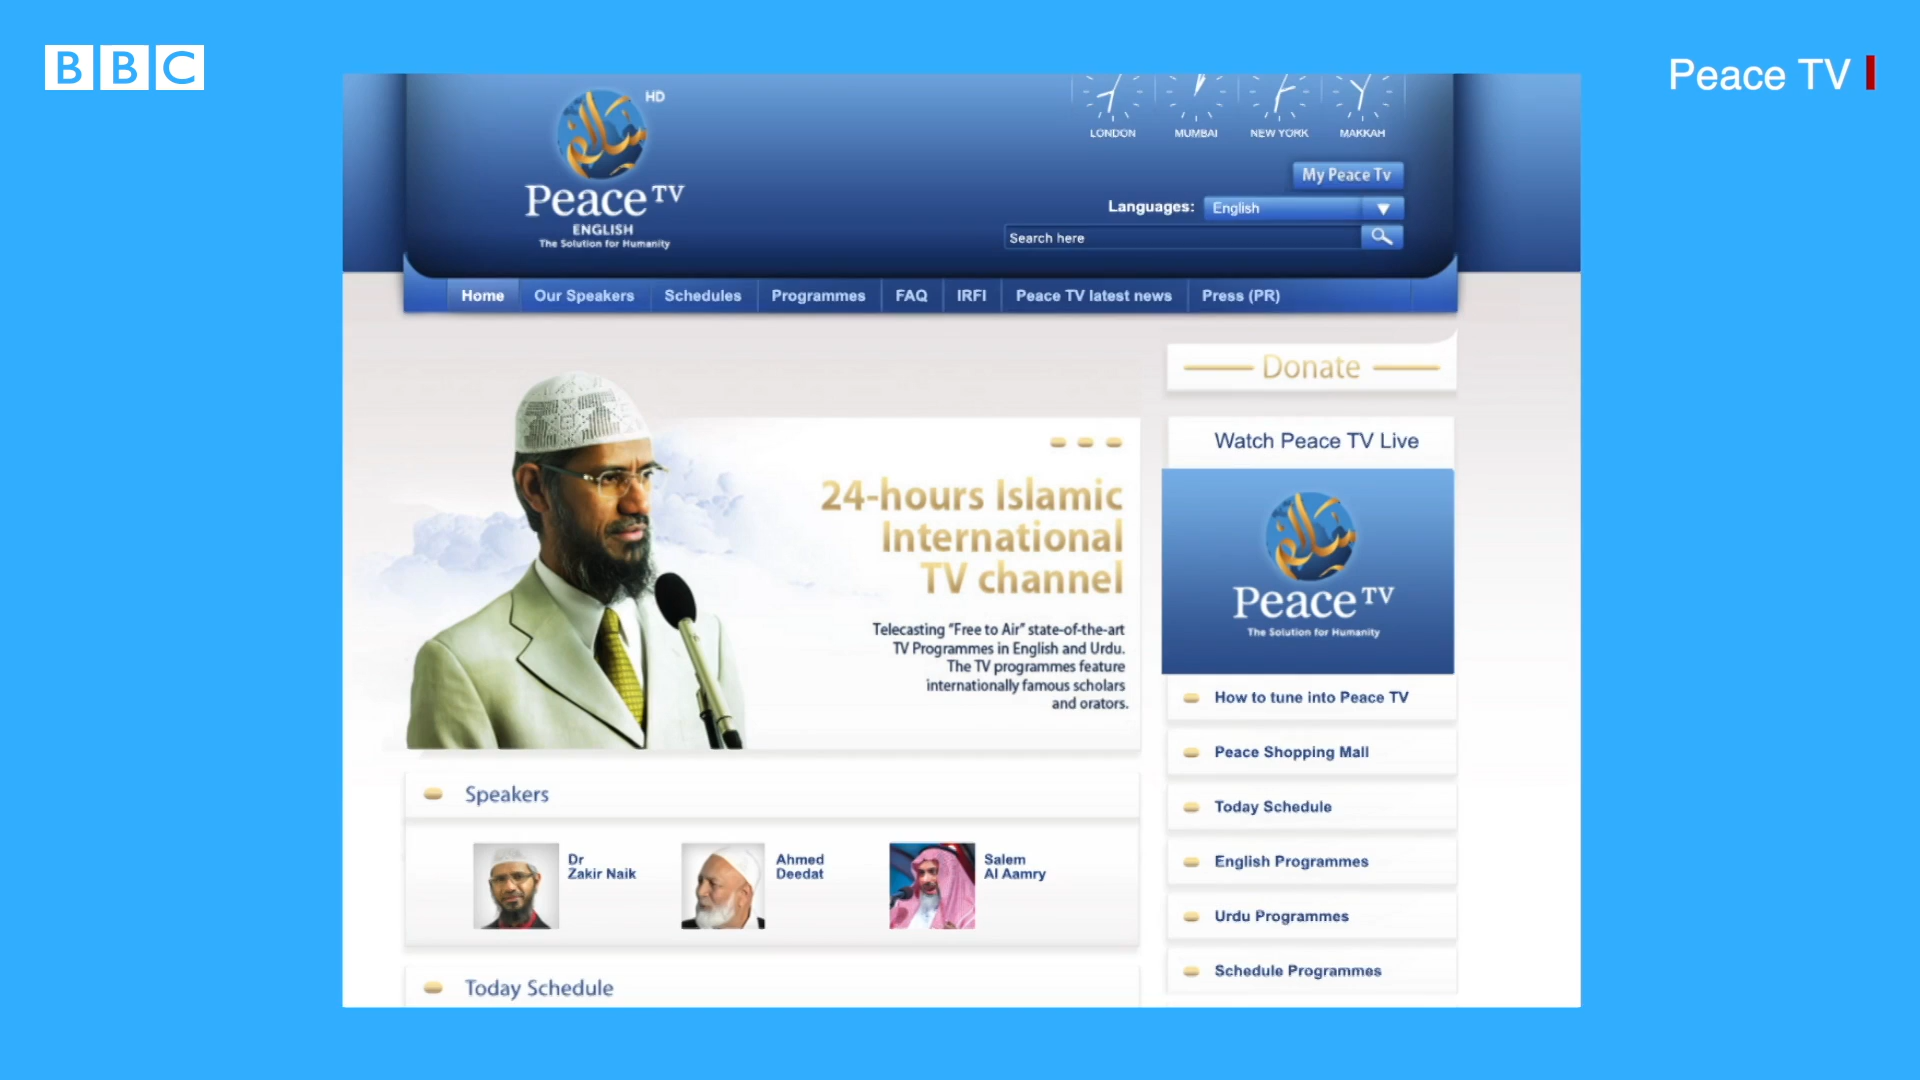 BBC
Peace TV
HD
Peace TV
ENGLISH
The Solution for Humanity
LONDON
MUMBAI
NEW YORK
MAKKAH
My Peace Tv
Languages: English
Search here
Home
Our Speakers
Schedules
Programmes
FAQ
IRFI
Peace TV latest news
Press (PR)
24-hours Islamic
International
TV channel
Telecasting “Free to Air” state-of-the-art
TV Programmes in English and Urdu.
The TV programmes feature
internationally famous scholars
and orators.
Donate
Watch Peace TV Live
سلام
Peace TV
The Solution for Humanity
How to tune into Peace TV
Peace Shopping Mall
Today Schedule
English Programmes
Urdu Programmes
Schedule Programmes
Speakers
Dr
Zakir Naik
Ahmed
Deedat
Salem
Al Aamry
Today Schedule